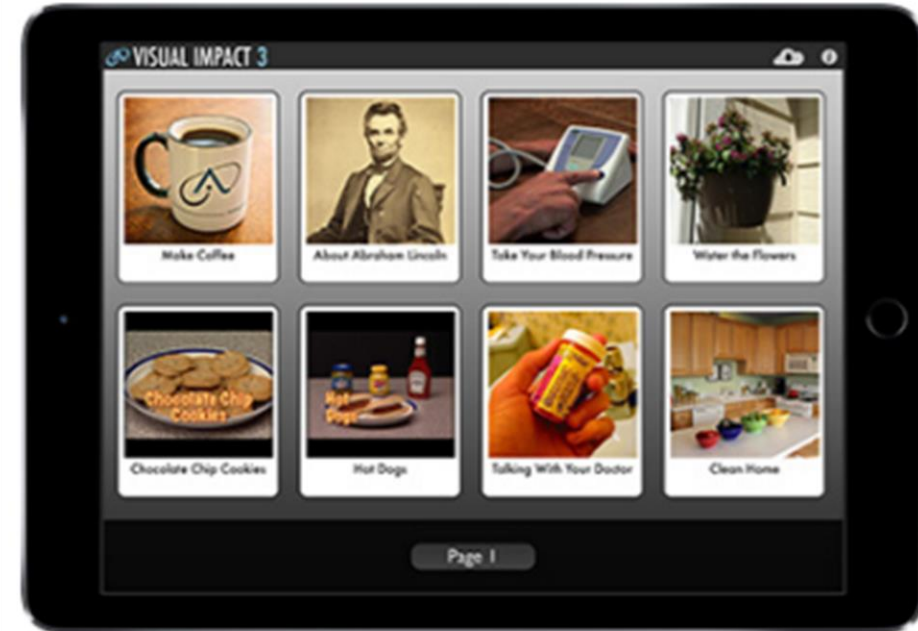 VISUAL IMPACT 3
Make Coffee
About Abraham Lincoln
Take Your Blood Pressure
Water the Flowers
Chocolate Chip
Cookies
Hot
Dogs
Chocolate Chip Cookies
Hot Dogs
Talking With Your Doctor
Clean Home
Page 1